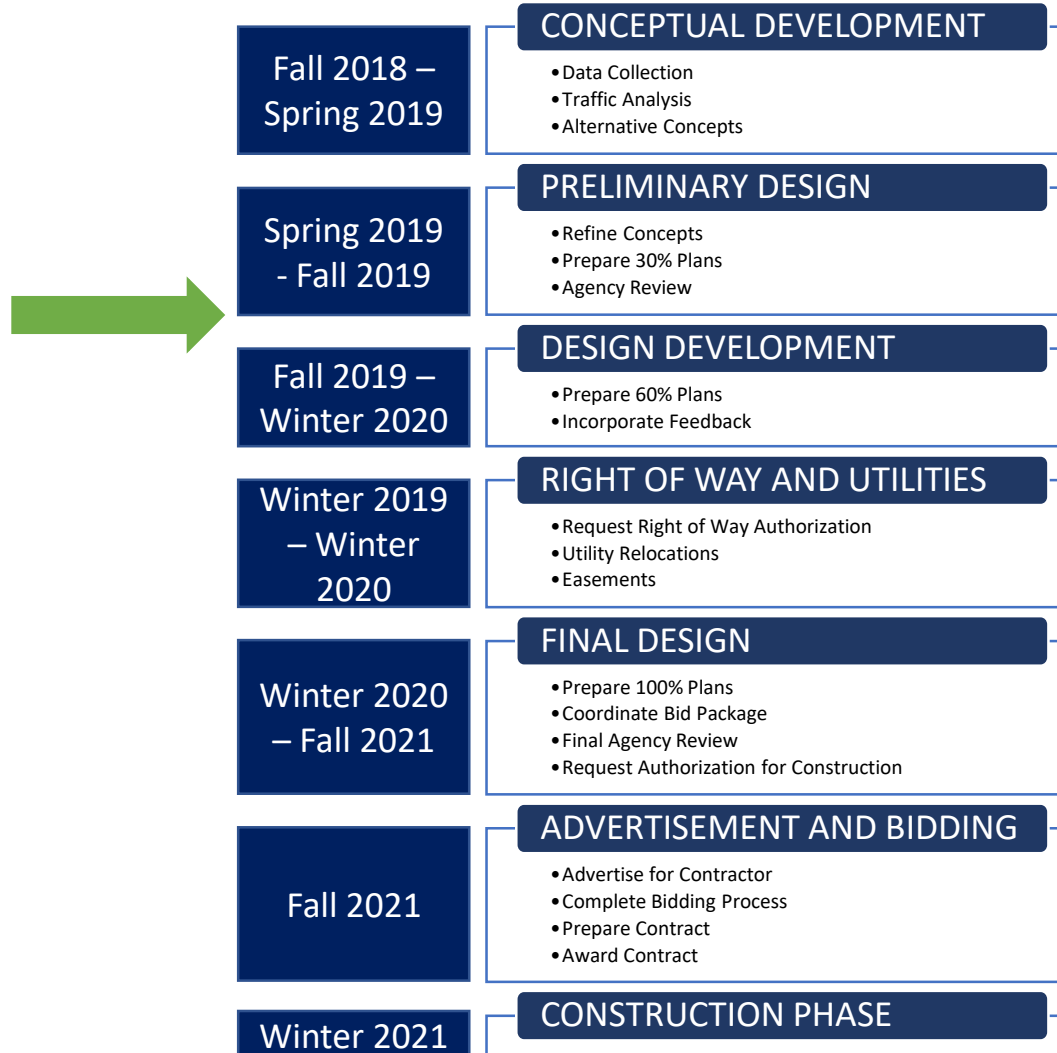 Fall 2018 –
Spring 2019
CONCEPTUAL DEVELOPMENT
•Data Collection
•Traffic Analysis
•Alternative Concepts
Spring 2019
- Fall 2019
PRELIMINARY DESIGN
•Refine Concepts
•Prepare 30% Plans
•Agency Review
Fall 2019 –
Winter 2020
DESIGN DEVELOPMENT
•Prepare 60% Plans
•Incorporate Feedback
Winter 2019
– Winter
2020
RIGHT OF WAY AND UTILITIES
•Request Right of Way Authorization
•Utility Relocations
•Easements
Winter 2020
– Fall 2021
FINAL DESIGN
•Prepare 100% Plans
•Coordinate Bid Package
•Final Agency Review
•Request Authorization for Construction
Fall 2021
ADVERTISEMENT AND BIDDING
•Advertise for Contractor
•Complete Bidding Process
•Prepare Contract
•Award Contract
Winter 2021
CONSTRUCTION PHASE